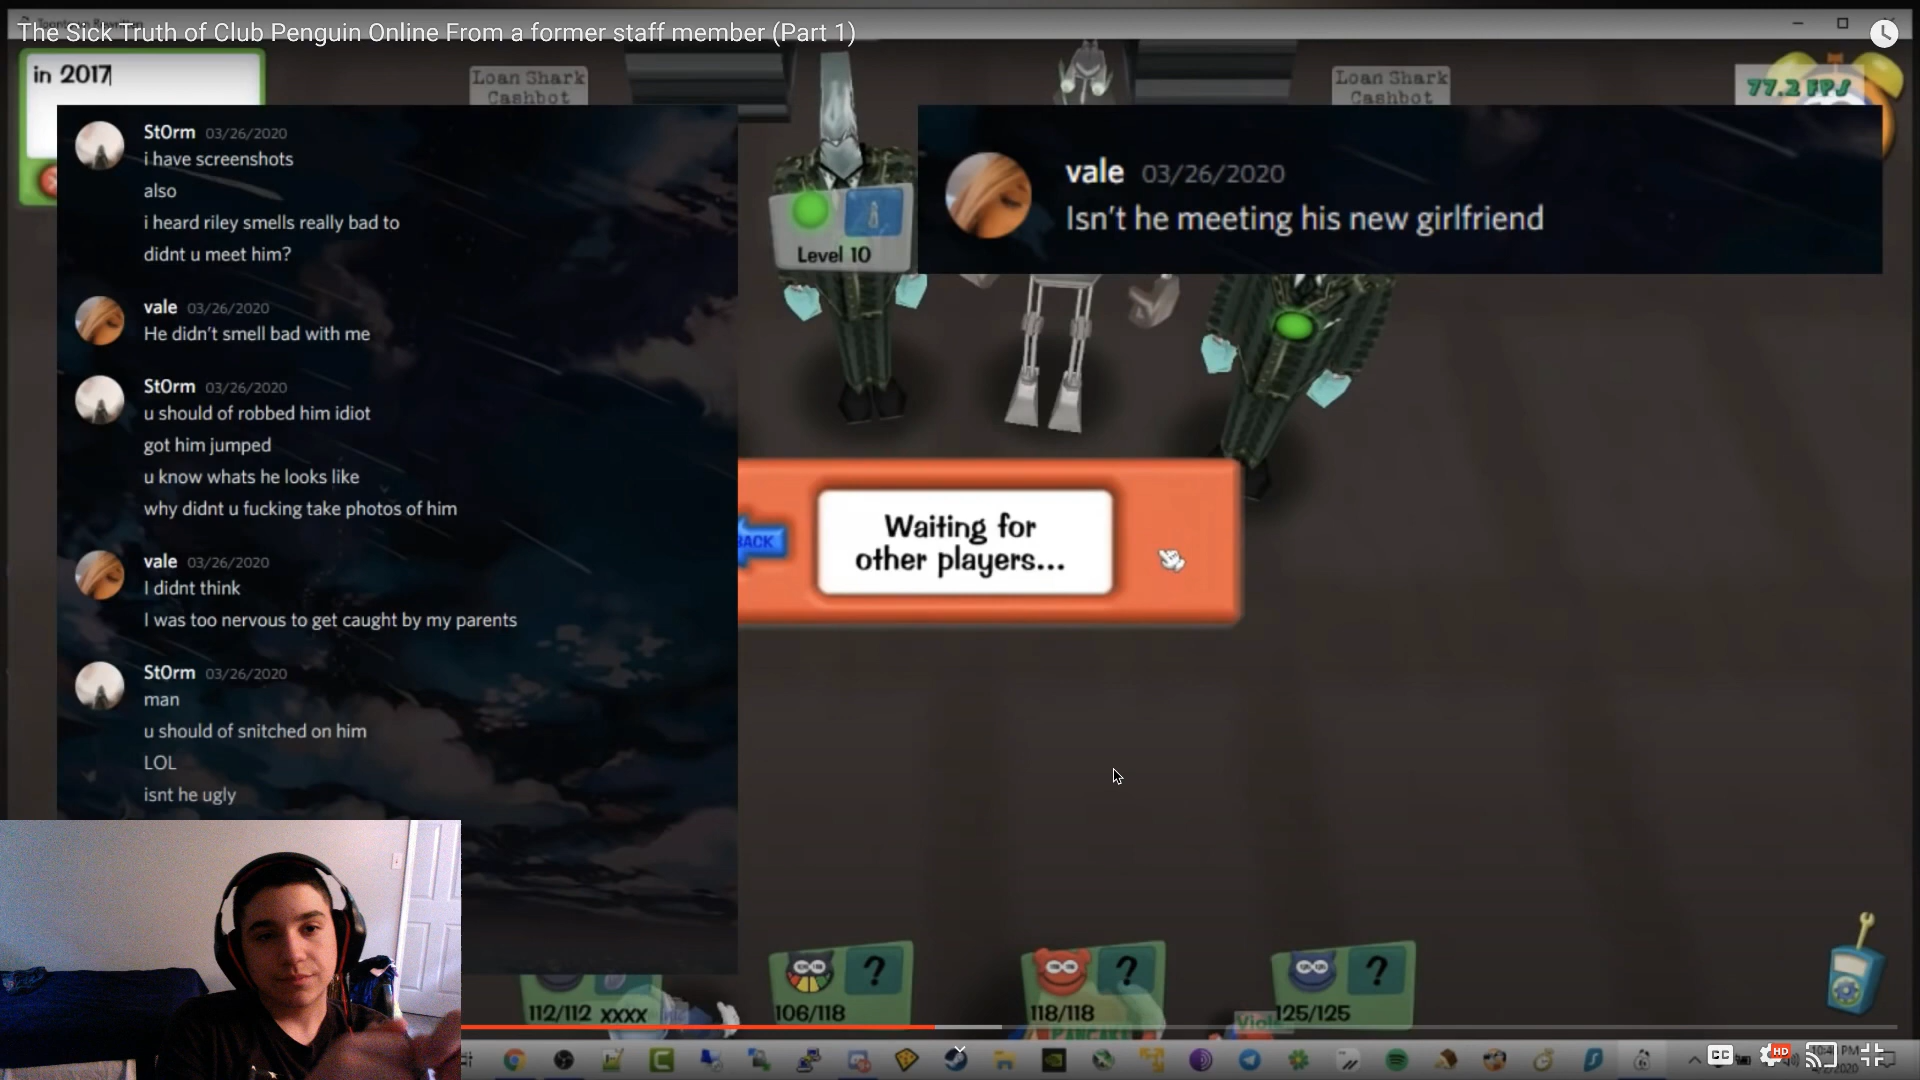 The Sick Truth of Club Penguin Online From a former staff member (Part 1)
in 2017
Loan Shark
Cashbot
Loan Shark
Cashbot
77.2 FPS
St0rm 03/26/2020
i have screenshots
also
i heard riley smells really bad to
didnt u meet him?
vale 03/26/2020
He didn't smell bad with me
St0rm 03/26/2020
u should of robbed him idiot
got him jumped
u know whats he looks like
why didnt u fucking take photos of him
vale 03/26/2020
I didnt think
I was too nervous to get caught by my parents
St0rm 03/26/2020
man
u should of snitched on him
LOL
isnt he ugly
vale 03/26/2020
Isn't he meeting his new girlfriend
Level 10
BACK
Waiting for
other players...
112/112 xxxx
?
106/118
?
118/118
?
125/125
CC
HD